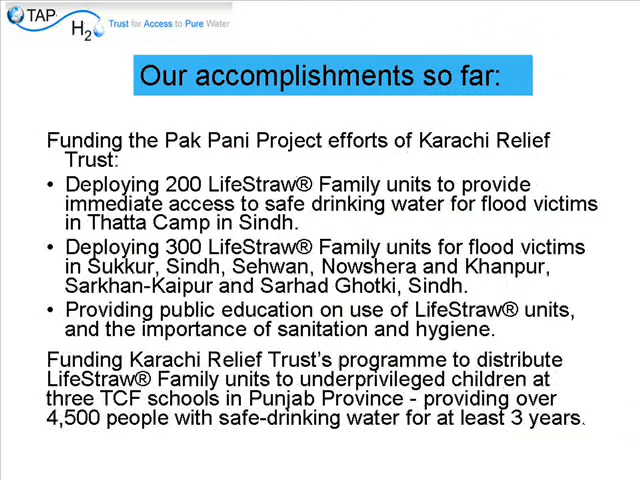 TAP
H2O
Trust for Access to Pure Water
Our accomplishments so far:
Funding the Pak Pani Project efforts of Karachi Relief
Trust:
• Deploying 200 LifeStraw® Family units to provide
immediate access to safe drinking water for flood victims
in Thatta Camp in Sindh.
• Deploying 300 LifeStraw® Family units for flood victims
in Sukkur, Sindh, Sehwan, Nowshera and Khanpur,
Sarkhan-Kaipur and Sarhad Ghotki, Sindh.
• Providing public education on use of LifeStraw® units,
and the importance of sanitation and hygiene.
Funding Karachi Relief Trust's programme to distribute
LifeStraw® Family units to underprivileged children at
three TCF schools in Punjab Province - providing over
4,500 people with safe-drinking water for at least 3 years.